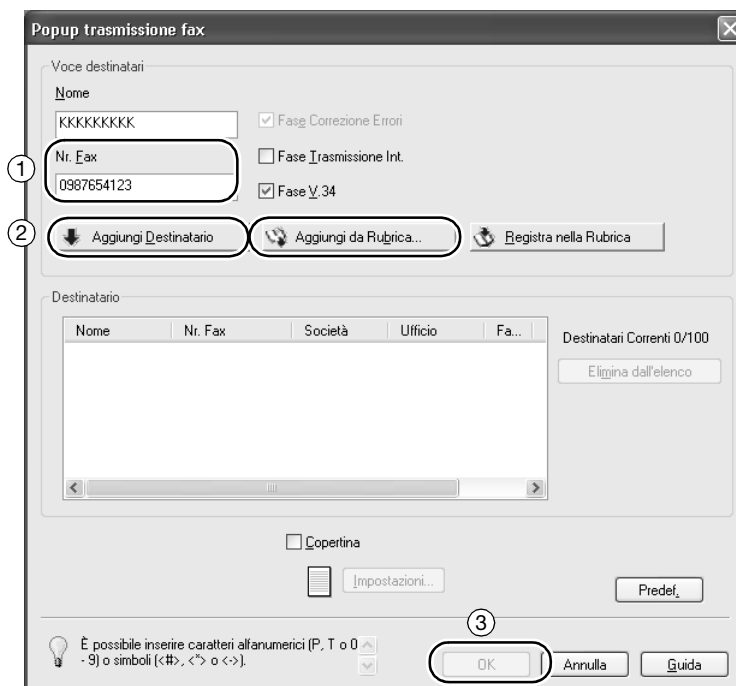 Popup trasmissione fax
Voce destinatari
Nome
KKKKKKKKK
Fase Correzione Errori
1
Nr. Fax
Fase Trasmissione Int.
0987654123
Fase V.34
2
Aggiungi Destinatario
Aggiungi da Rubrica...
Registra nella Rubrica
Destinatario
Nome Nr. Fax Società Ufficio Fa...
Destinatari Correnti 0/100
Elimina dall'elenco
Copertina
Impostazioni...
Predef.
3
È possibile inserire caratteri alfanumerici (P, T o 0
- 9) o simboli (<#>, <*> o <->).
OK
Annulla
Guida